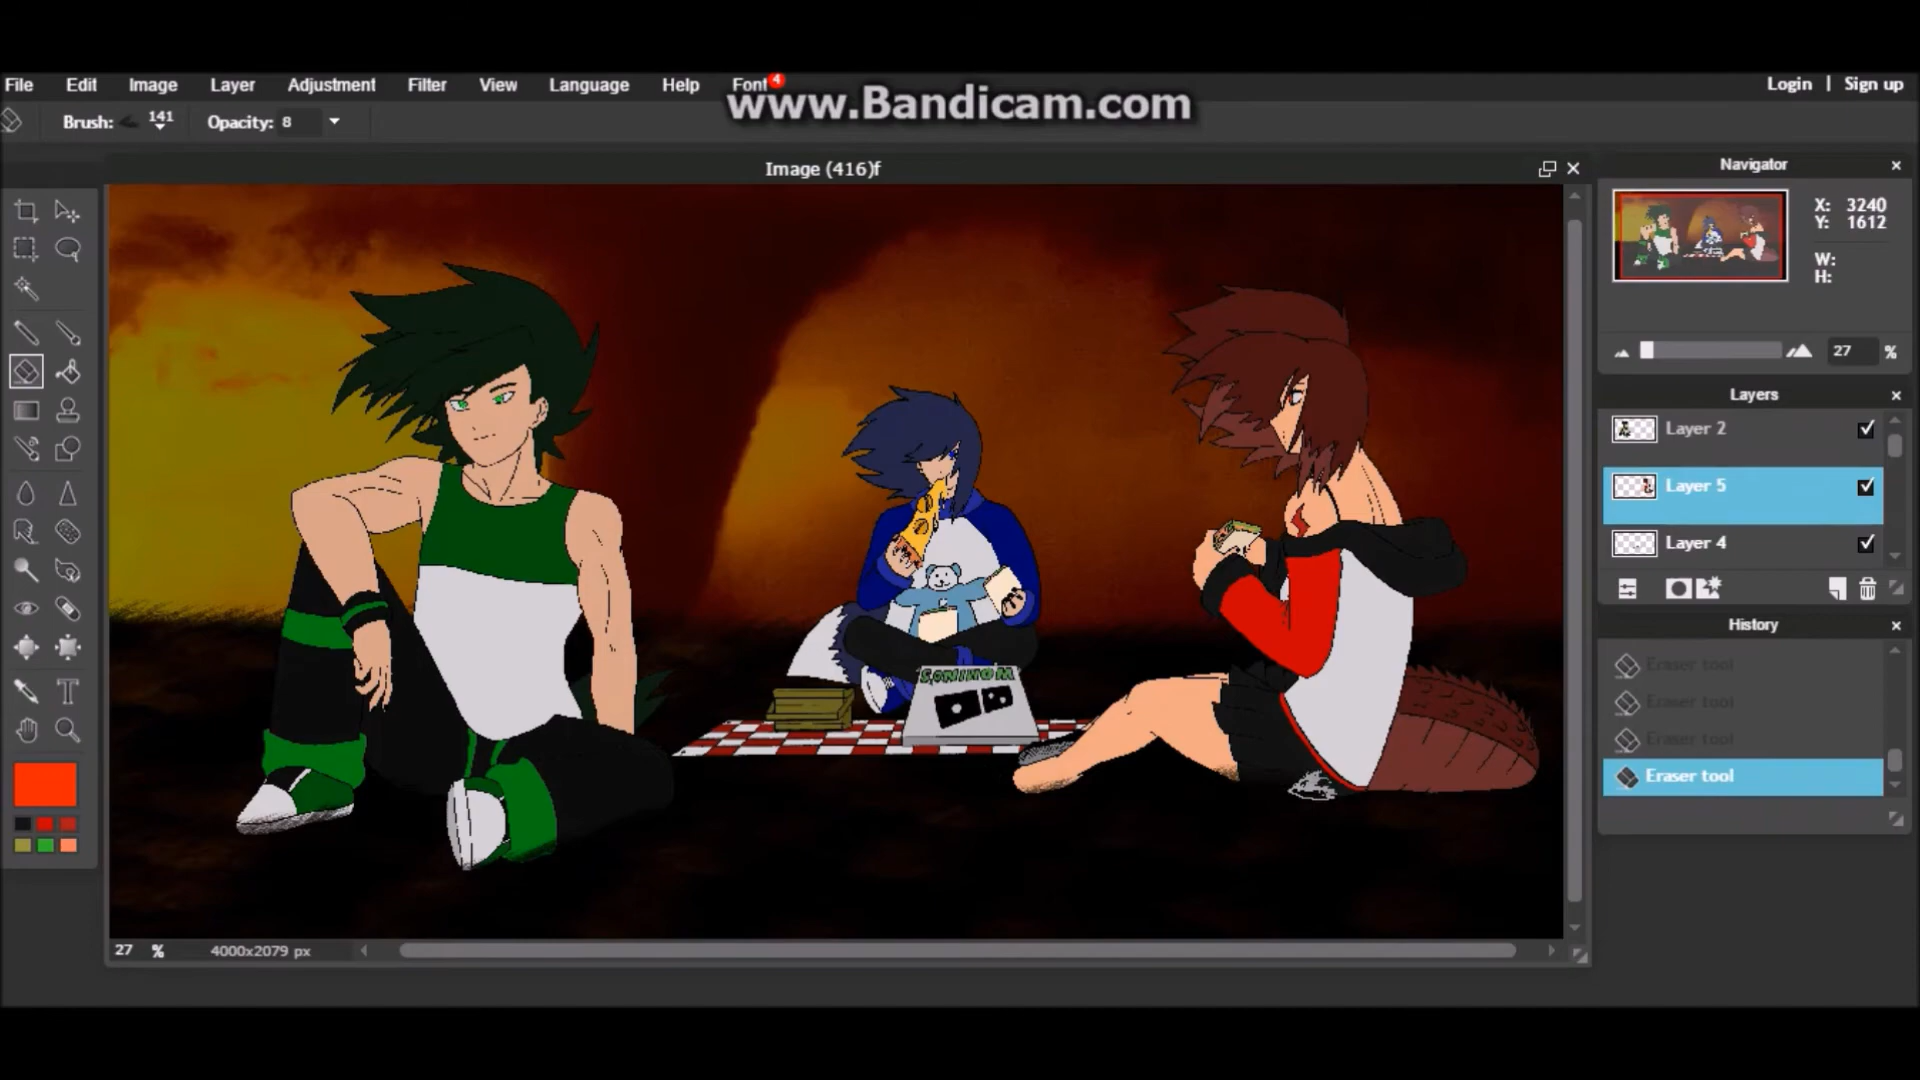 File Edit Image Layer Adjustment Filter View Language Help Font 4
Login | Sign up
www.Bandicam.com
Brush: 141 Opacity: 8
Image (416)f
Navigator
X: 3240
Y: 1612
W:
H:
27 %
Layers
Layer 2
Layer 5
Layer 4
History
Eraser tool
Eraser tool
Eraser tool
Eraser tool
27 % 4000x2079 px